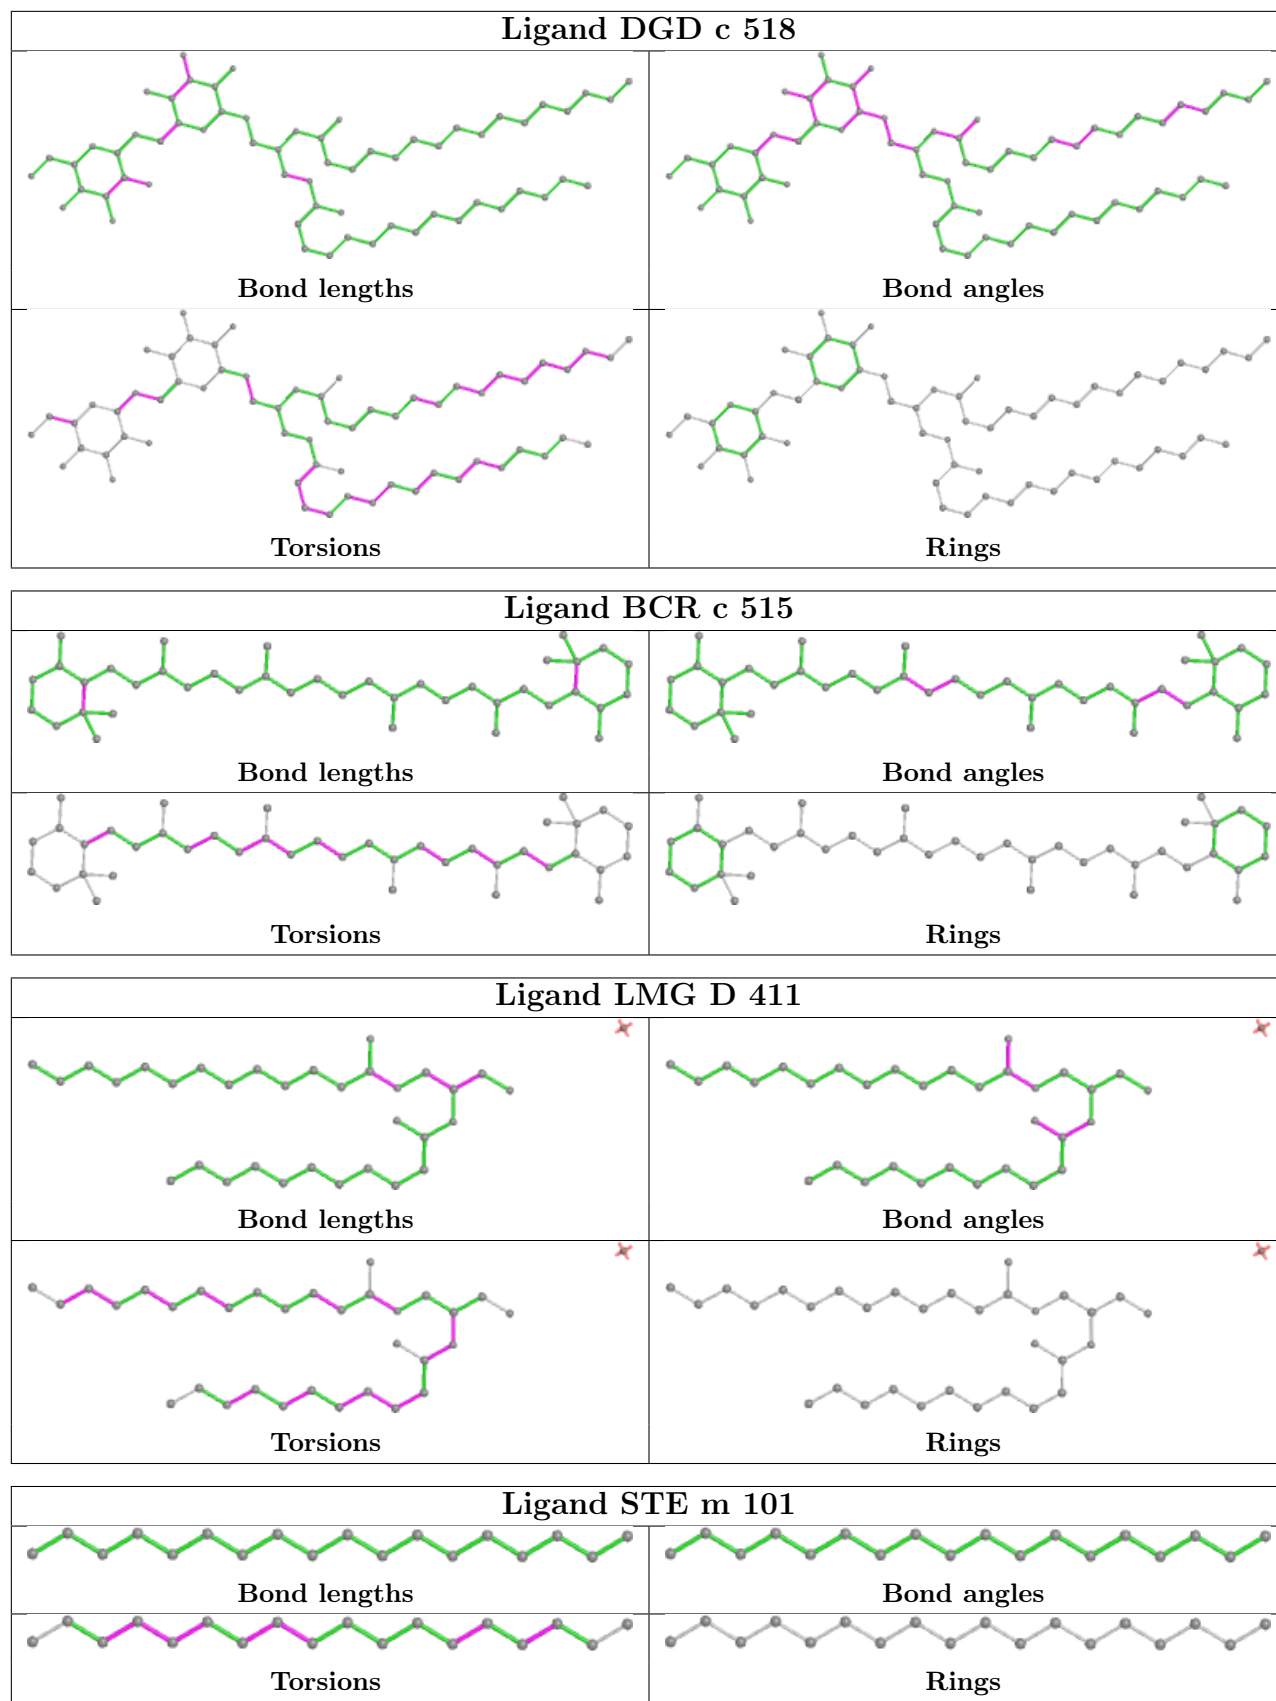 Ligand DGD c 518
Bond lengths
Bond angles
Torsions
Rings
Ligand BCR c 515
Bond lengths
Bond angles
Torsions
Rings
Ligand LMG D 411
Bond lengths
Bond angles
Torsions
Rings
Ligand STE m 101
Bond lengths
Bond angles
Torsions
Rings